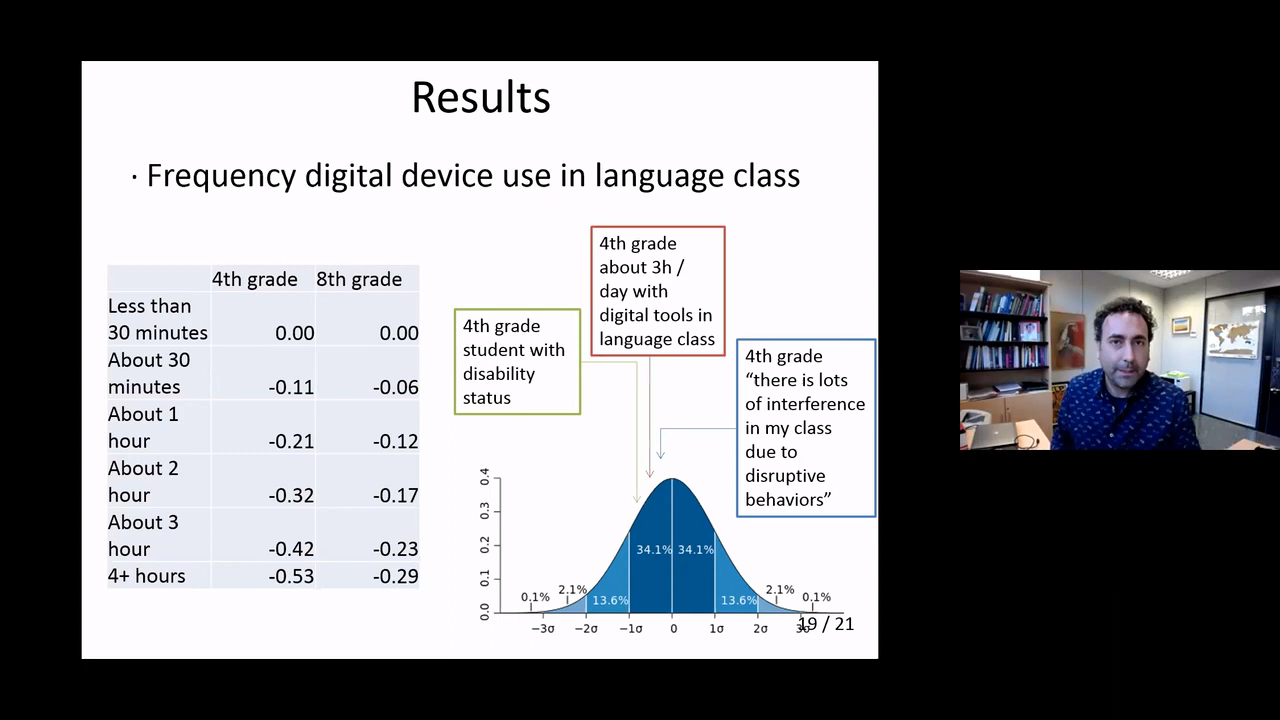 Results
· Frequency digital device use in language class
4th grade 8th grade
Less than
30 minutes 0.00 0.00
About 30
minutes -0.11 -0.06
About 1
hour -0.21 -0.12
About 2
hour -0.32 -0.17
About 3
hour -0.42 -0.23
4+ hours -0.53 -0.29
4th grade
student with
disability
status
4th grade
about 3h /
day with
digital tools in
language class
4th grade
“there is lots
of interference
in my class
due to
disruptive
behaviors”
0.4
0.3
0.2
0.1
0.0
34.1% 34.1%
0.1% 2.1% 13.6% 13.6% 2.1% 0.1%
−3σ −2σ −1σ 0 1σ 2σ 3σ
19 / 21